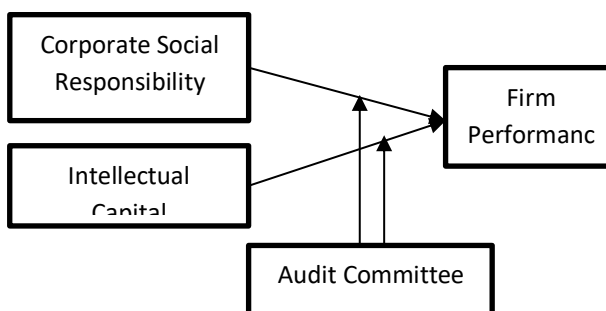 Corporate Social
Responsibility
Firm
Performanc
Intellectual
Capital
Audit Committee